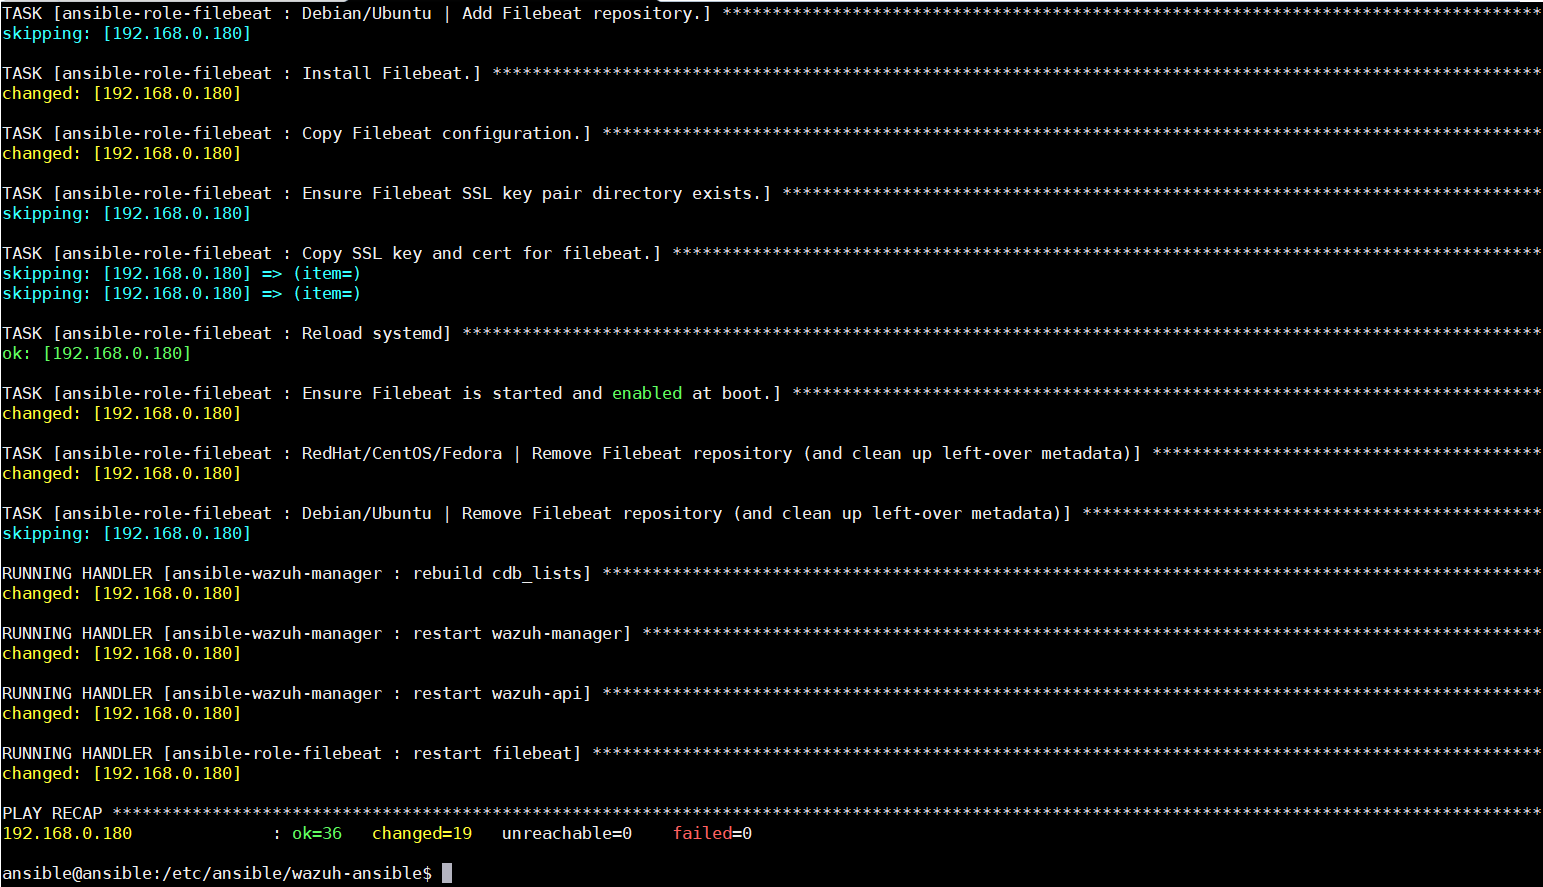 TASK [ansible-role-filebeat : Debian/Ubuntu | Add Filebeat repository.] **********************************************************************************
skipping: [192.168.0.180]
TASK [ansible-role-filebeat : Install Filebeat.] *********************************************************************************************************
changed: [192.168.0.180]
TASK [ansible-role-filebeat : Copy Filebeat configuration.] **********************************************************************************************
changed: [192.168.0.180]
TASK [ansible-role-filebeat : Ensure Filebeat SSL key pair directory exists.] ****************************************************************************
skipping: [192.168.0.180]
TASK [ansible-role-filebeat : Copy SSL key and cert for filebeat.] ***************************************************************************************
skipping: [192.168.0.180] => (item=)
skipping: [192.168.0.180] => (item=)
TASK [ansible-role-filebeat : Reload systemd] ************************************************************************************************************
ok: [192.168.0.180]
TASK [ansible-role-filebeat : Ensure Filebeat is started and enabled at boot.] ***************************************************************************
changed: [192.168.0.180]
TASK [ansible-role-filebeat : RedHat/CentOS/Fedora | Remove Filebeat repository (and clean up left-over metadata)] ***************************************
changed: [192.168.0.180]
TASK [ansible-role-filebeat : Debian/Ubuntu | Remove Filebeat repository (and clean up left-over metadata)] **********************************************
skipping: [192.168.0.180]
RUNNING HANDLER [ansible-wazuh-manager : rebuild cdb_lists] **********************************************************************************************
changed: [192.168.0.180]
RUNNING HANDLER [ansible-wazuh-manager : restart wazuh-manager] ******************************************************************************************
changed: [192.168.0.180]
RUNNING HANDLER [ansible-wazuh-manager : restart wazuh-api] **********************************************************************************************
changed: [192.168.0.180]
RUNNING HANDLER [ansible-role-filebeat : restart filebeat] ***********************************************************************************************
changed: [192.168.0.180]
PLAY RECAP ***********************************************************************************************************************************************
192.168.0.180              : ok=36   changed=19   unreachable=0    failed=0
ansible@ansible:/etc/ansible/wazuh-ansible$